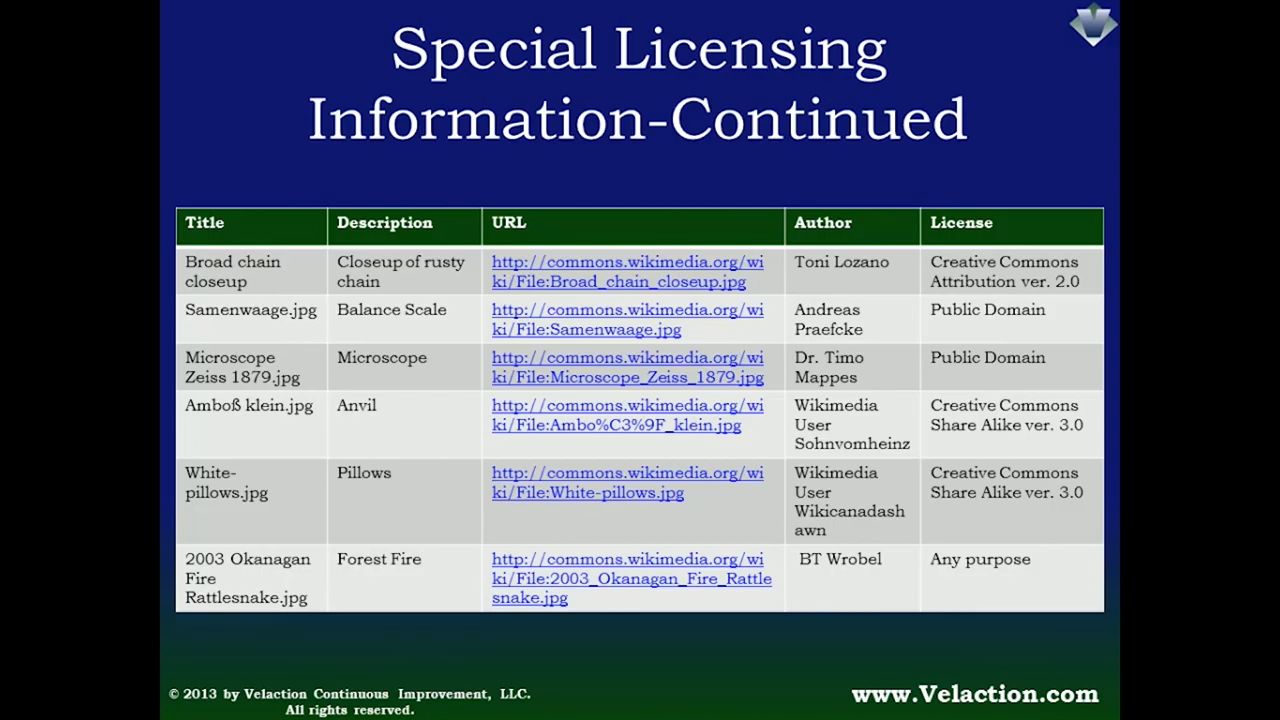 Special Licensing
Information-Continued
Title Description URL Author License
Broad chain
closeup
Closeup of rusty
chain
http://commons.wikimedia.org/wi
ki/File:Broad_chain_closeup.jpg
Toni Lozano
Creative Commons
Attribution ver. 2.0
Samenwaage.jpg
Balance Scale
http://commons.wikimedia.org/wi
ki/File:Samenwaage.jpg
Andreas
Praefcke
Public Domain
Microscope
Zeiss 1879.jpg
Microscope
http://commons.wikimedia.org/wi
ki/File:Microscope_Zeiss_1879.jpg
Dr. Timo
Mappes
Public Domain
Amboß klein.jpg
Anvil
http://commons.wikimedia.org/wi
ki/File:Ambo%C3%9F_klein.jpg
Wikimedia
User
Sohnvomheinz
Creative Commons
Share Alike ver. 3.0
White-
pillows.jpg
Pillows
http://commons.wikimedia.org/wi
ki/File:White-pillows.jpg
Wikimedia
User
Wikicanadash
awn
Creative Commons
Share Alike ver. 3.0
2003 Okanagan
Fire
Rattlesnake.jpg
Forest Fire
http://commons.wikimedia.org/wi
ki/File:2003_Okanagan_Fire_Rattle
snake.jpg
BT Wrobel
Any purpose
© 2013 by Velaction Continuous Improvement, LLC.
All rights reserved.
www.Velaction.com